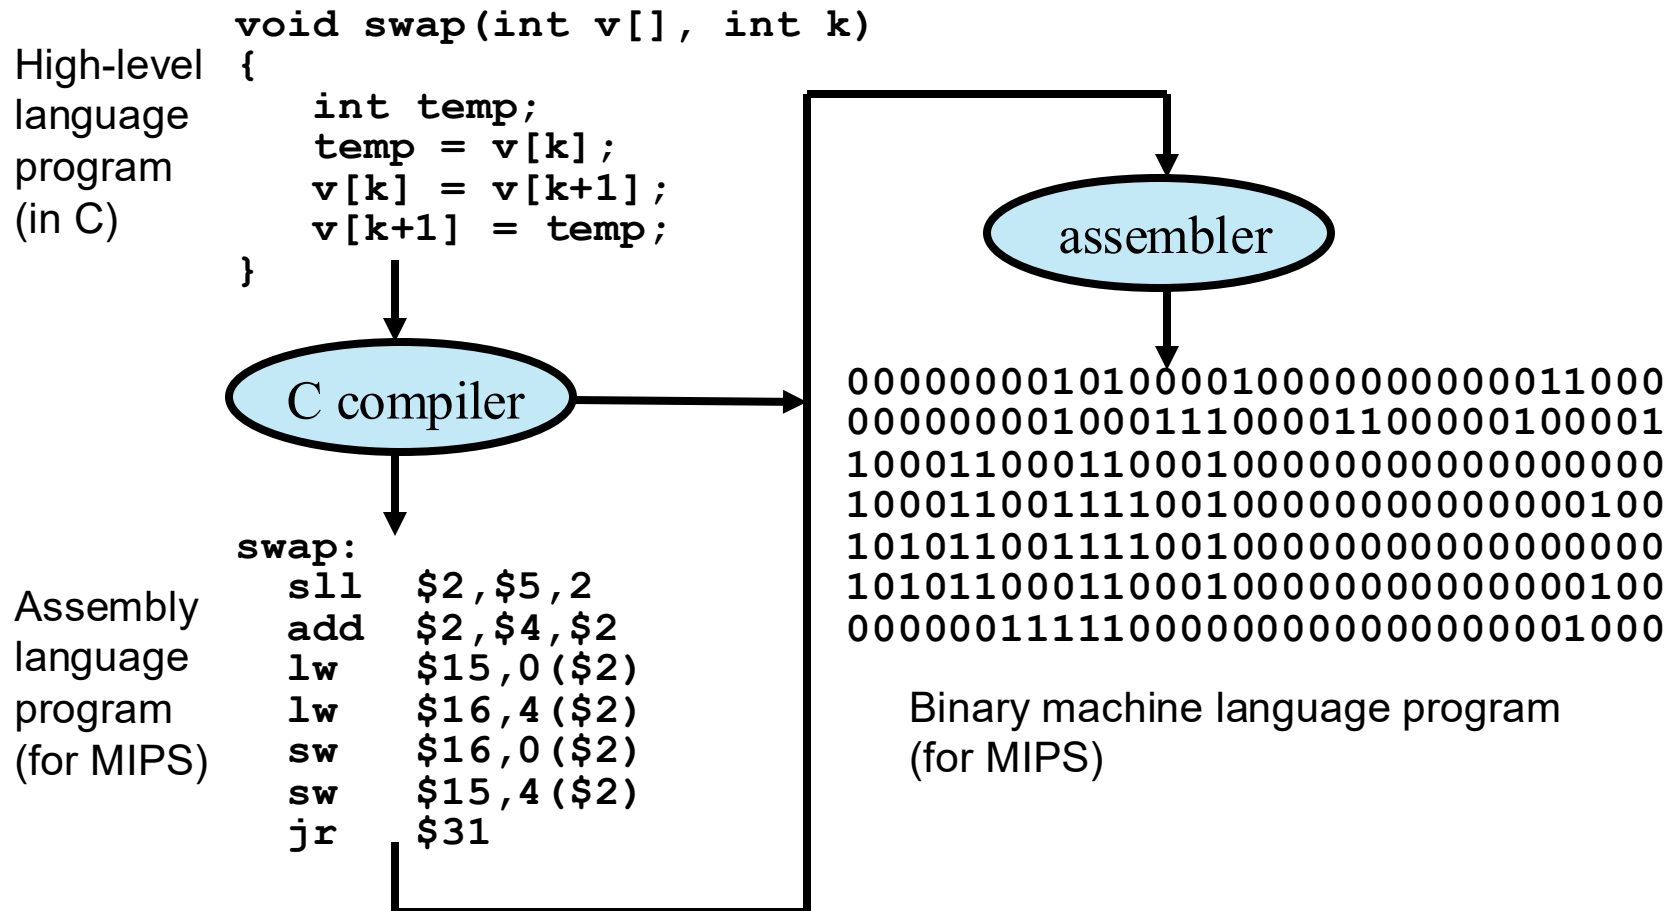 High-level
language
program
(in C)
void swap(int v[], int k)
{
int temp;
temp = v[k];
v[k] = v[k+1];
v[k+1] = temp;
}
C compiler
Assembly
language
program
(for MIPS)
swap:
sll $2,$5,2
add $2,$4,$2
lw $15,0($2)
lw $16,4($2)
sw $16,0($2)
sw $15,4($2)
jr $31
assembler
00000000101000010000000000011000
00000000100011100001100000100001
10001100011000100000000000000000
10001100111100100000000000000100
10101100111100100000000000000000
10101100011000100000000000000100
00000011111000000000000000001000
Binary machine language program
(for MIPS)